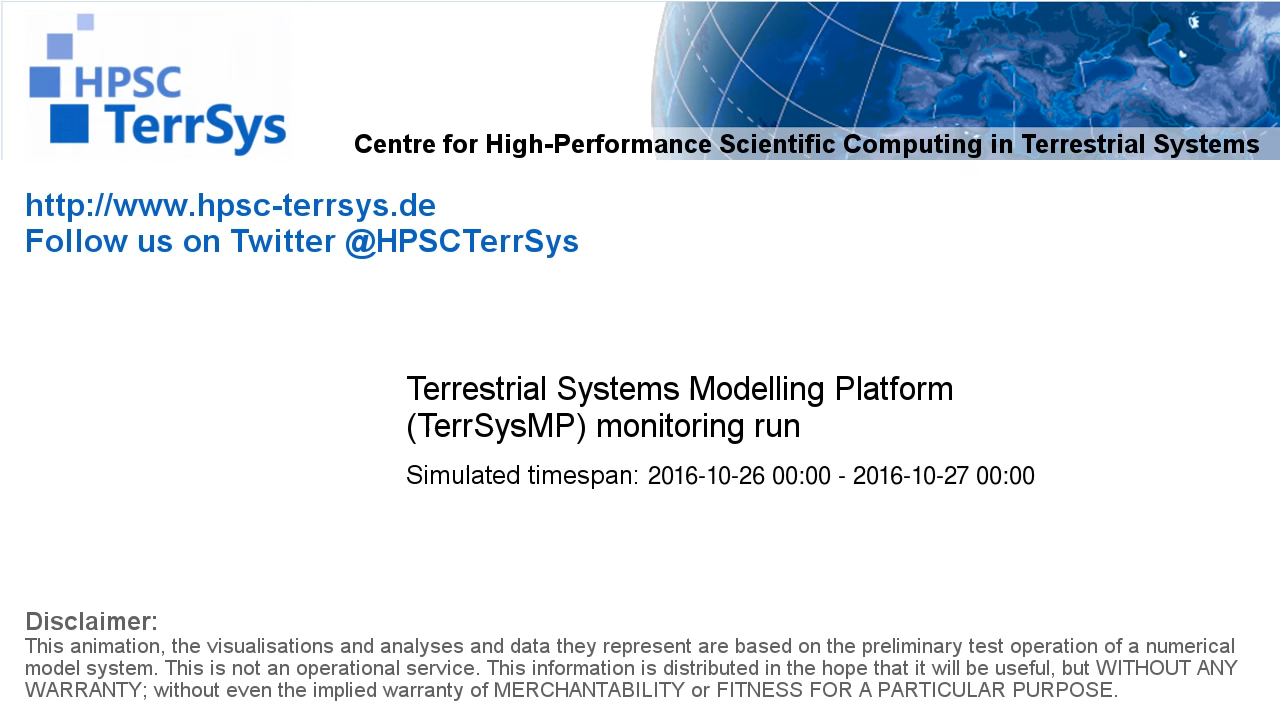 HPSC
TerrSys
Centre for High-Performance Scientific Computing in Terrestrial Systems
http://www.hpsc-terrsys.de
Follow us on Twitter @HPSCTerrSys
Terrestrial Systems Modelling Platform
(TerrSysMP) monitoring run
Simulated timespan: 2016-10-26 00:00 - 2016-10-27 00:00
Disclaimer:
This animation, the visualisations and analyses and data they represent are based on the preliminary test operation of a numerical
model system. This is not an operational service. This information is distributed in the hope that it will be useful, but WITHOUT ANY
WARRANTY; without even the implied warranty of MERCHANTABILITY or FITNESS FOR A PARTICULAR PURPOSE.